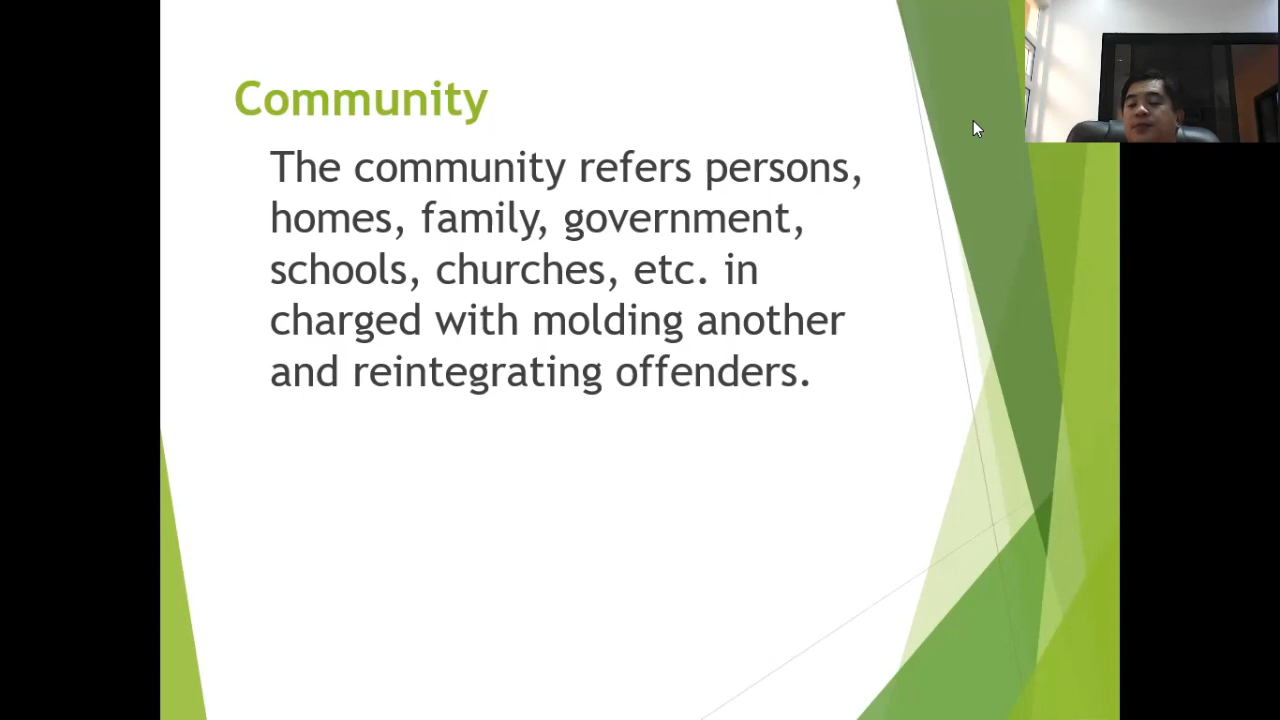 Community
The community refers persons,
homes, family, government,
schools, churches, etc. in
charged with molding another
and reintegrating offenders.